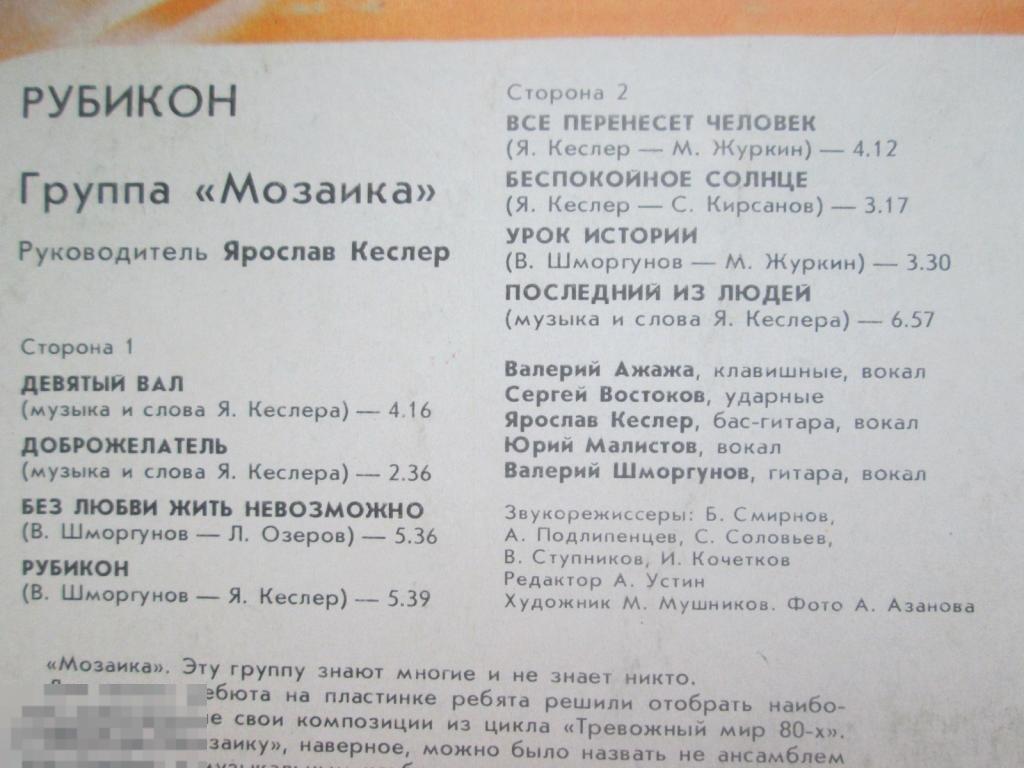 РУБИКОН
Группа «Мозаика»
Руководитель Ярослав Кеслер
Сторона 1
ДЕВЯТЫЙ ВАЛ
(музыка и слова Я. Кеслера) — 4.16
ДОБРОЖЕЛАТЕЛЬ
(музыка и слова Я. Кеслера) — 2.36
БЕЗ ЛЮБВИ ЖИТЬ НЕВОЗМОЖНО
(В. Шморгунов — Л. Озеров) — 5.36
РУБИКОН
(В. Шморгунов — Я. Кеслер) — 5.39
Сторона 2
ВСЕ ПЕРЕНЕСЕТ ЧЕЛОВЕК
(Я. Кеслер — М. Журкин) — 4.12
БЕСПОКОЙНОЕ СОЛНЦЕ
(Я. Кеслер — С. Кирсанов) — 3.17
УРОК ИСТОРИИ
(В. Шморгунов — М. Журкин) — 3.30
ПОСЛЕДНИЙ ИЗ ЛЮДЕЙ
(музыка и слова Я. Кеслера) — 6.57
Валерий Ажажа, клавишные, вокал
Сергей Востоков, ударные
Ярослав Кеслер, бас-гитара, вокал
Юрий Малистов, вокал
Валерий Шморгунов, гитара, вокал
Звукорежиссеры: Б. Смирнов,
А. Подлипенцев, С. Соловьев,
В. Ступников, И. Кочетков
Редактор А. Устин
Художник М. Мушников. Фото А. Азанова
«Мозаика». Эту группу знают многие и не знает никто.
ебюта на пластинке ребята решили отобрать наибо-
е свои композиции из цикла «Тревожный мир 80-х».
заику», наверное, можно было назвать не ансамблем